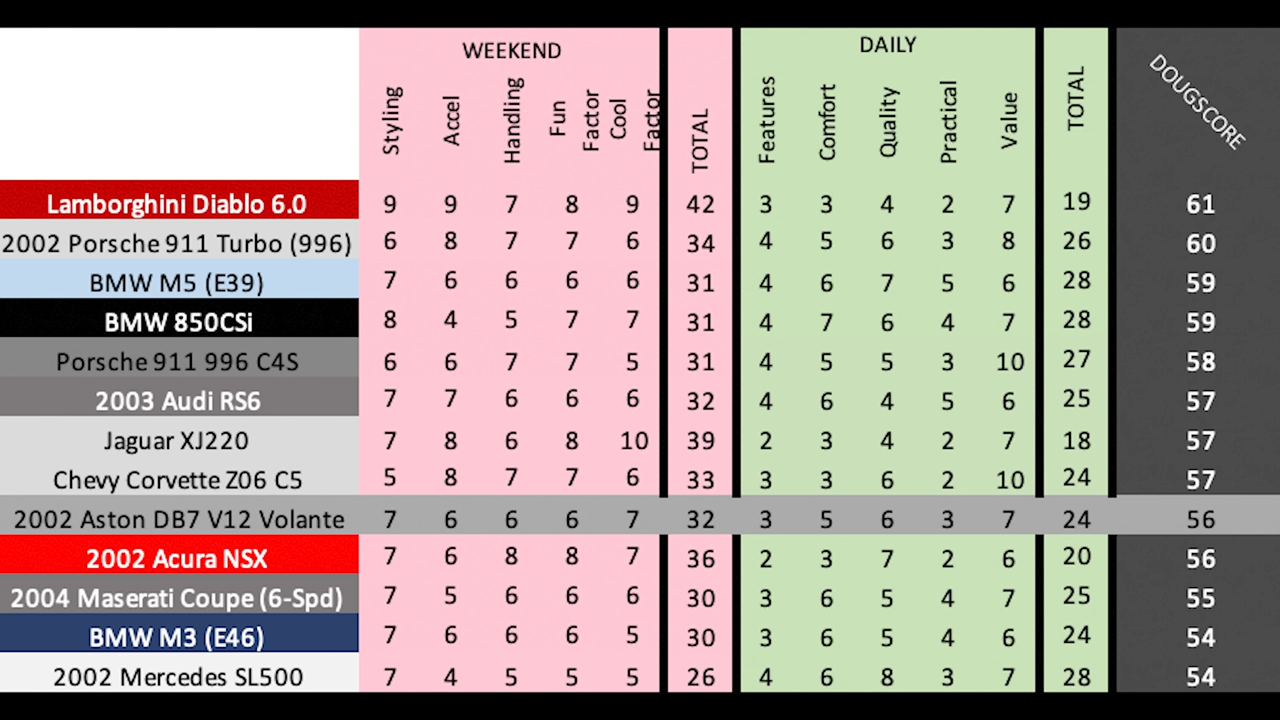 WEEKEND DAILY
Styling Accel Handling Fun Factor Cool Factor TOTAL Features Comfort Quality Practical Value TOTAL DOUGSCORE
Lamborghini Diablo 6.0 9 9 7 8 9 42 3 3 4 2 7 19 61
2002 Porsche 911 Turbo (996) 6 8 7 7 6 34 4 5 6 3 8 26 60
BMW M5 (E39) 7 6 6 6 6 31 4 6 7 5 6 28 59
BMW 850CSi 8 4 5 7 7 31 4 7 6 4 7 28 59
Porsche 911 996 C4S 6 6 7 7 5 31 4 5 5 3 10 27 58
2003 Audi RS6 7 7 6 6 6 32 4 6 4 5 6 25 57
Jaguar XJ220 7 8 6 8 10 39 2 3 4 2 7 18 57
Chevy Corvette Z06 C5 5 8 7 7 6 33 3 3 6 2 10 24 57
2002 Aston DB7 V12 Volante 7 6 6 6 7 32 3 5 6 3 7 24 56
2002 Acura NSX 7 6 8 8 7 36 2 3 7 2 6 20 56
2004 Maserati Coupe (6-Spd) 7 5 6 6 6 30 3 6 5 4 7 25 55
BMW M3 (E46) 7 6 6 6 5 30 3 6 5 4 6 24 54
2002 Mercedes SL500 7 4 5 5 5 26 4 6 8 3 7 28 54